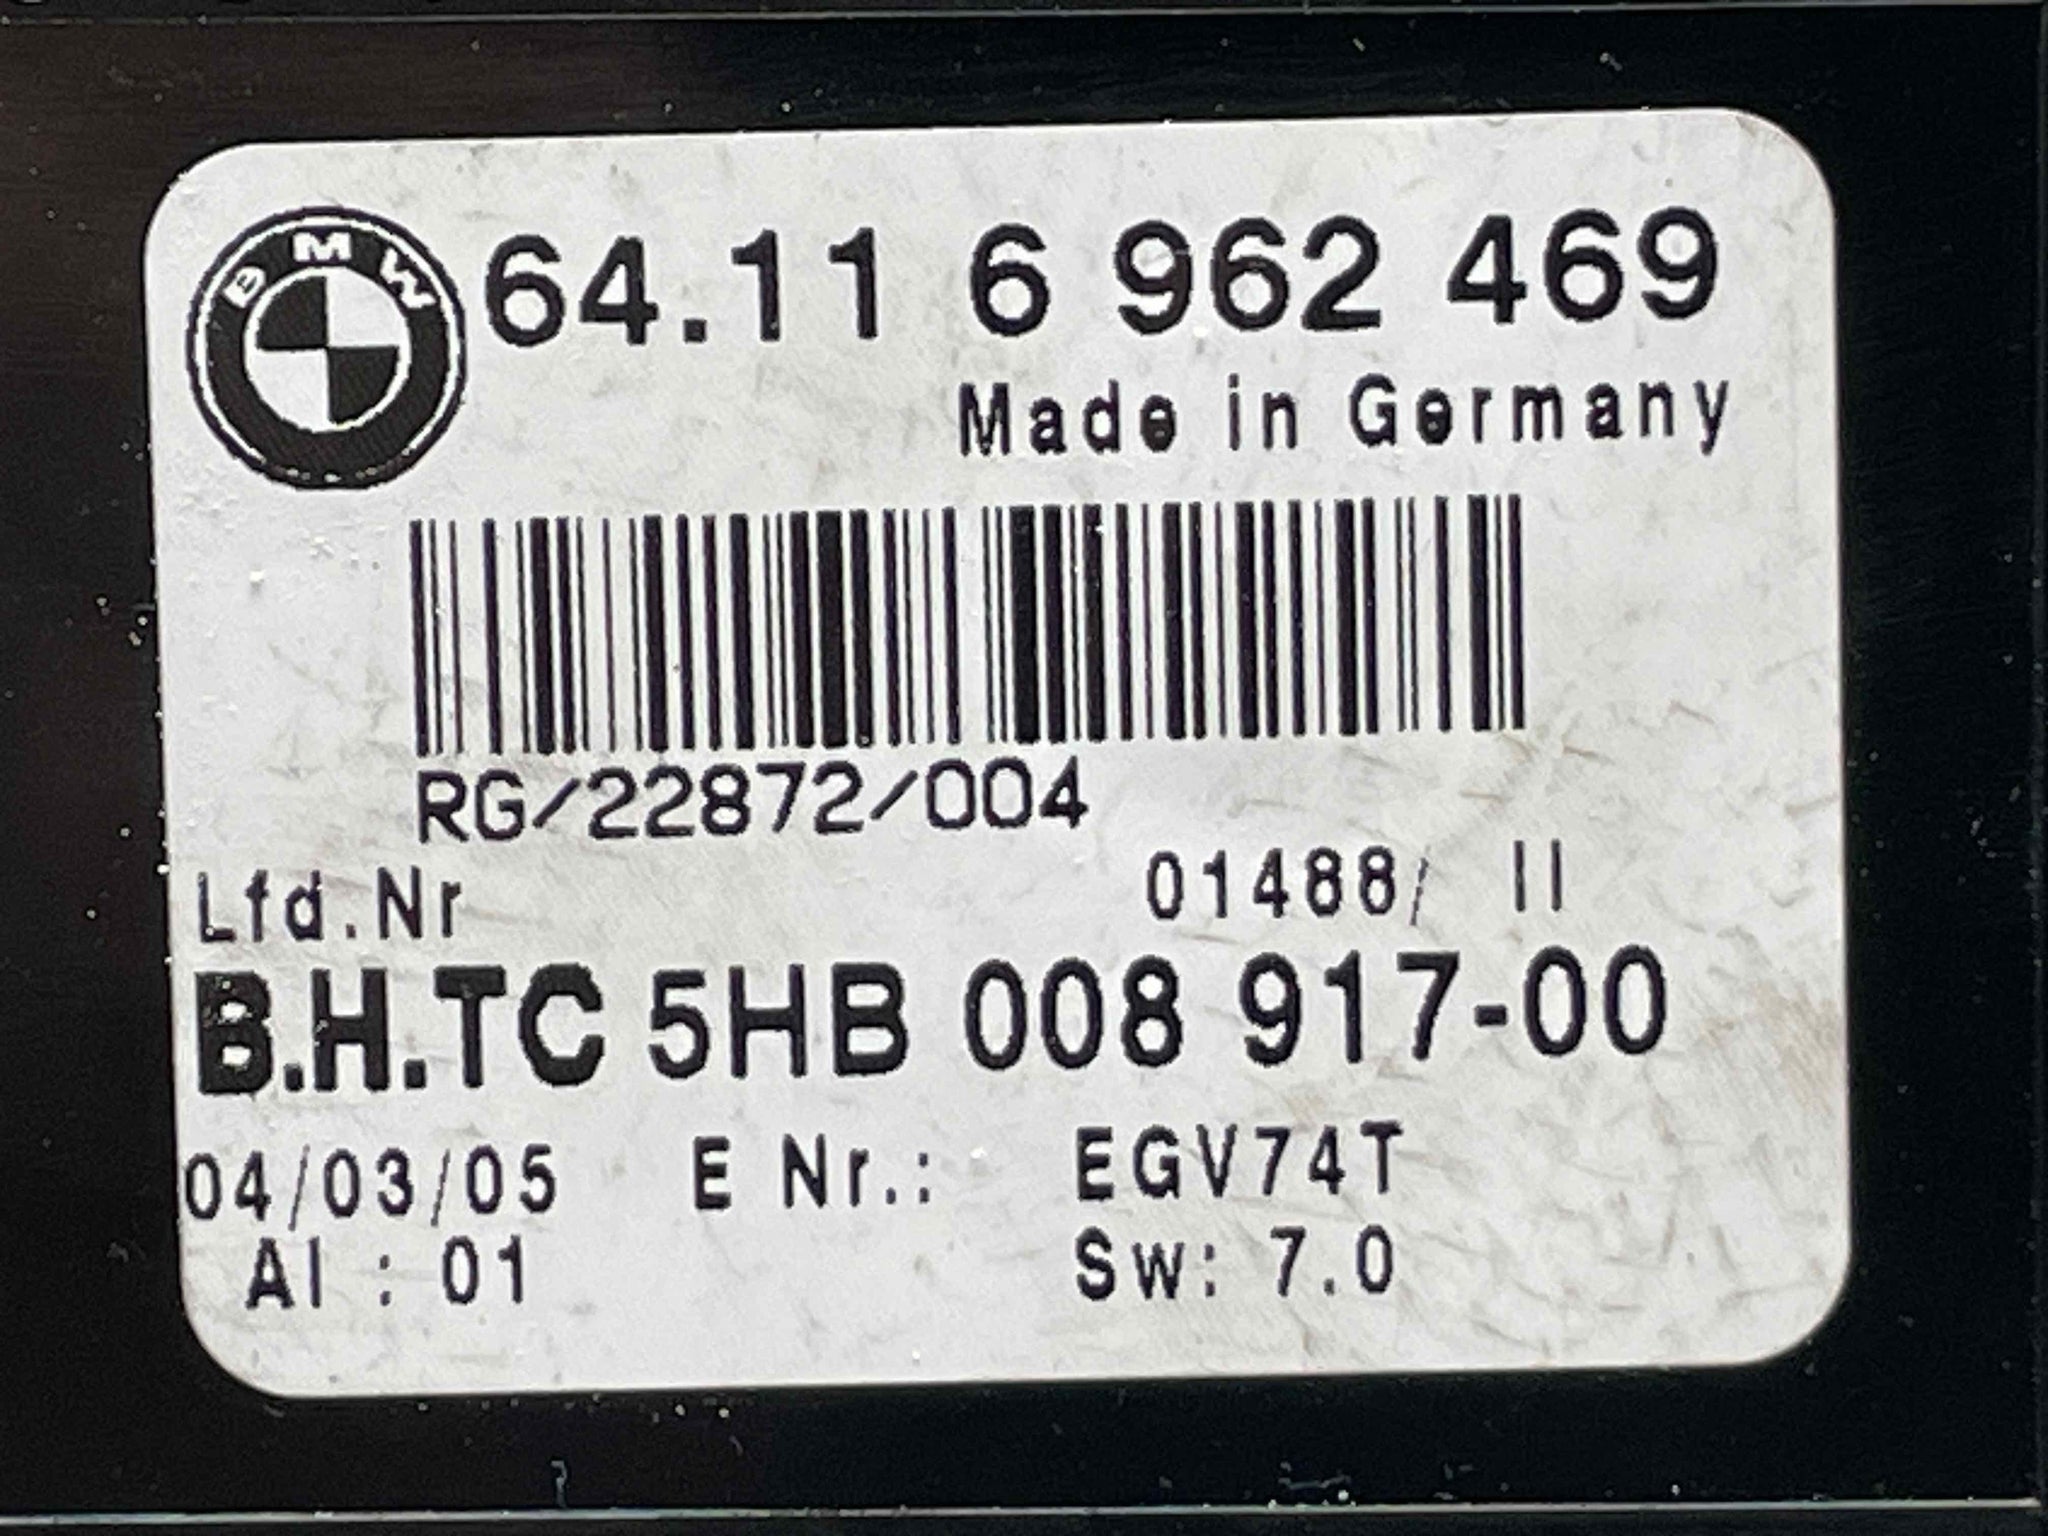 BMW 64.11 6 962 469
Made in Germany
RG/22872/004
Lfd.Nr 01488/ II
B.H.TC 5HB 008 917-00
04/03/05 E Nr.: EGV74T
AI : 01 Sw: 7.0